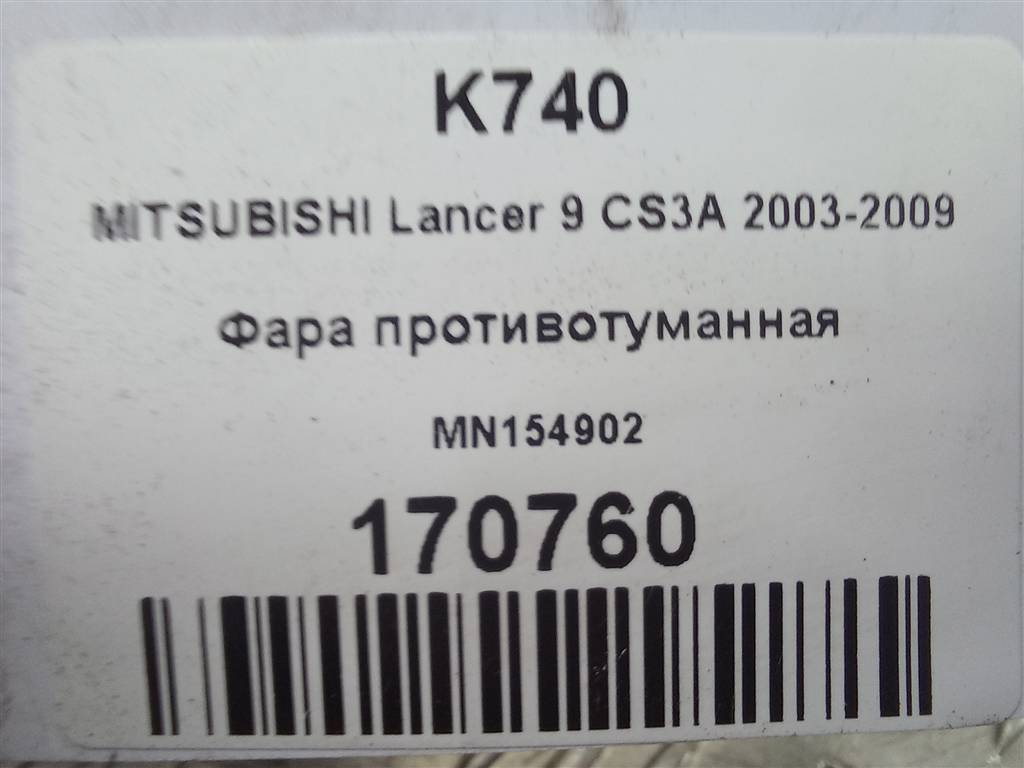 K740
MITSUBISHI Lancer 9 CS3A 2003-2009
Фара противотуманная
MN154902
170760